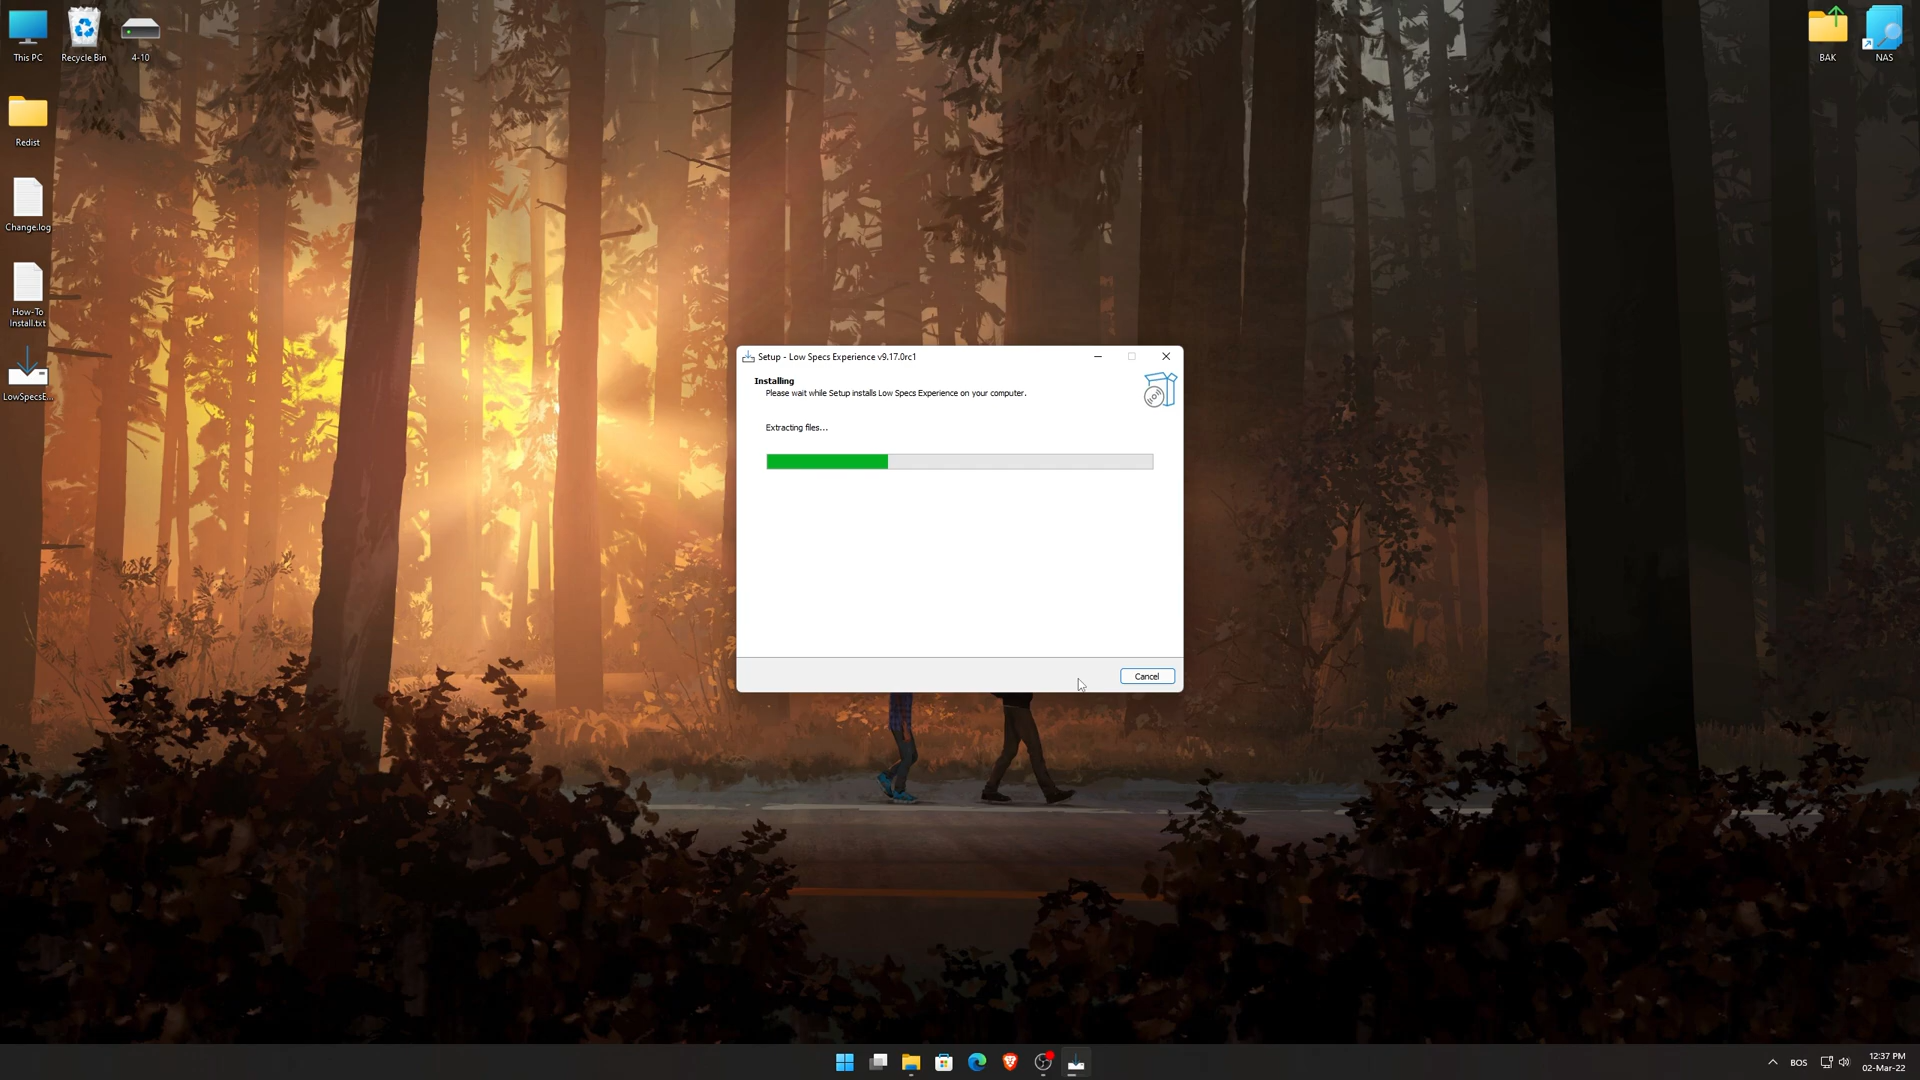 This PC
Recycle Bin
4-10
BAK
NAS
Redist
Change.log
How-To
Install.txt
LowSpecsE...
Setup - Low Specs Experience v9.17.0rc1
Installing
Please wait while Setup installs Low Specs Experience on your computer.
Extracting files...
Cancel
BOS
12:37 PM
02-Mar-22